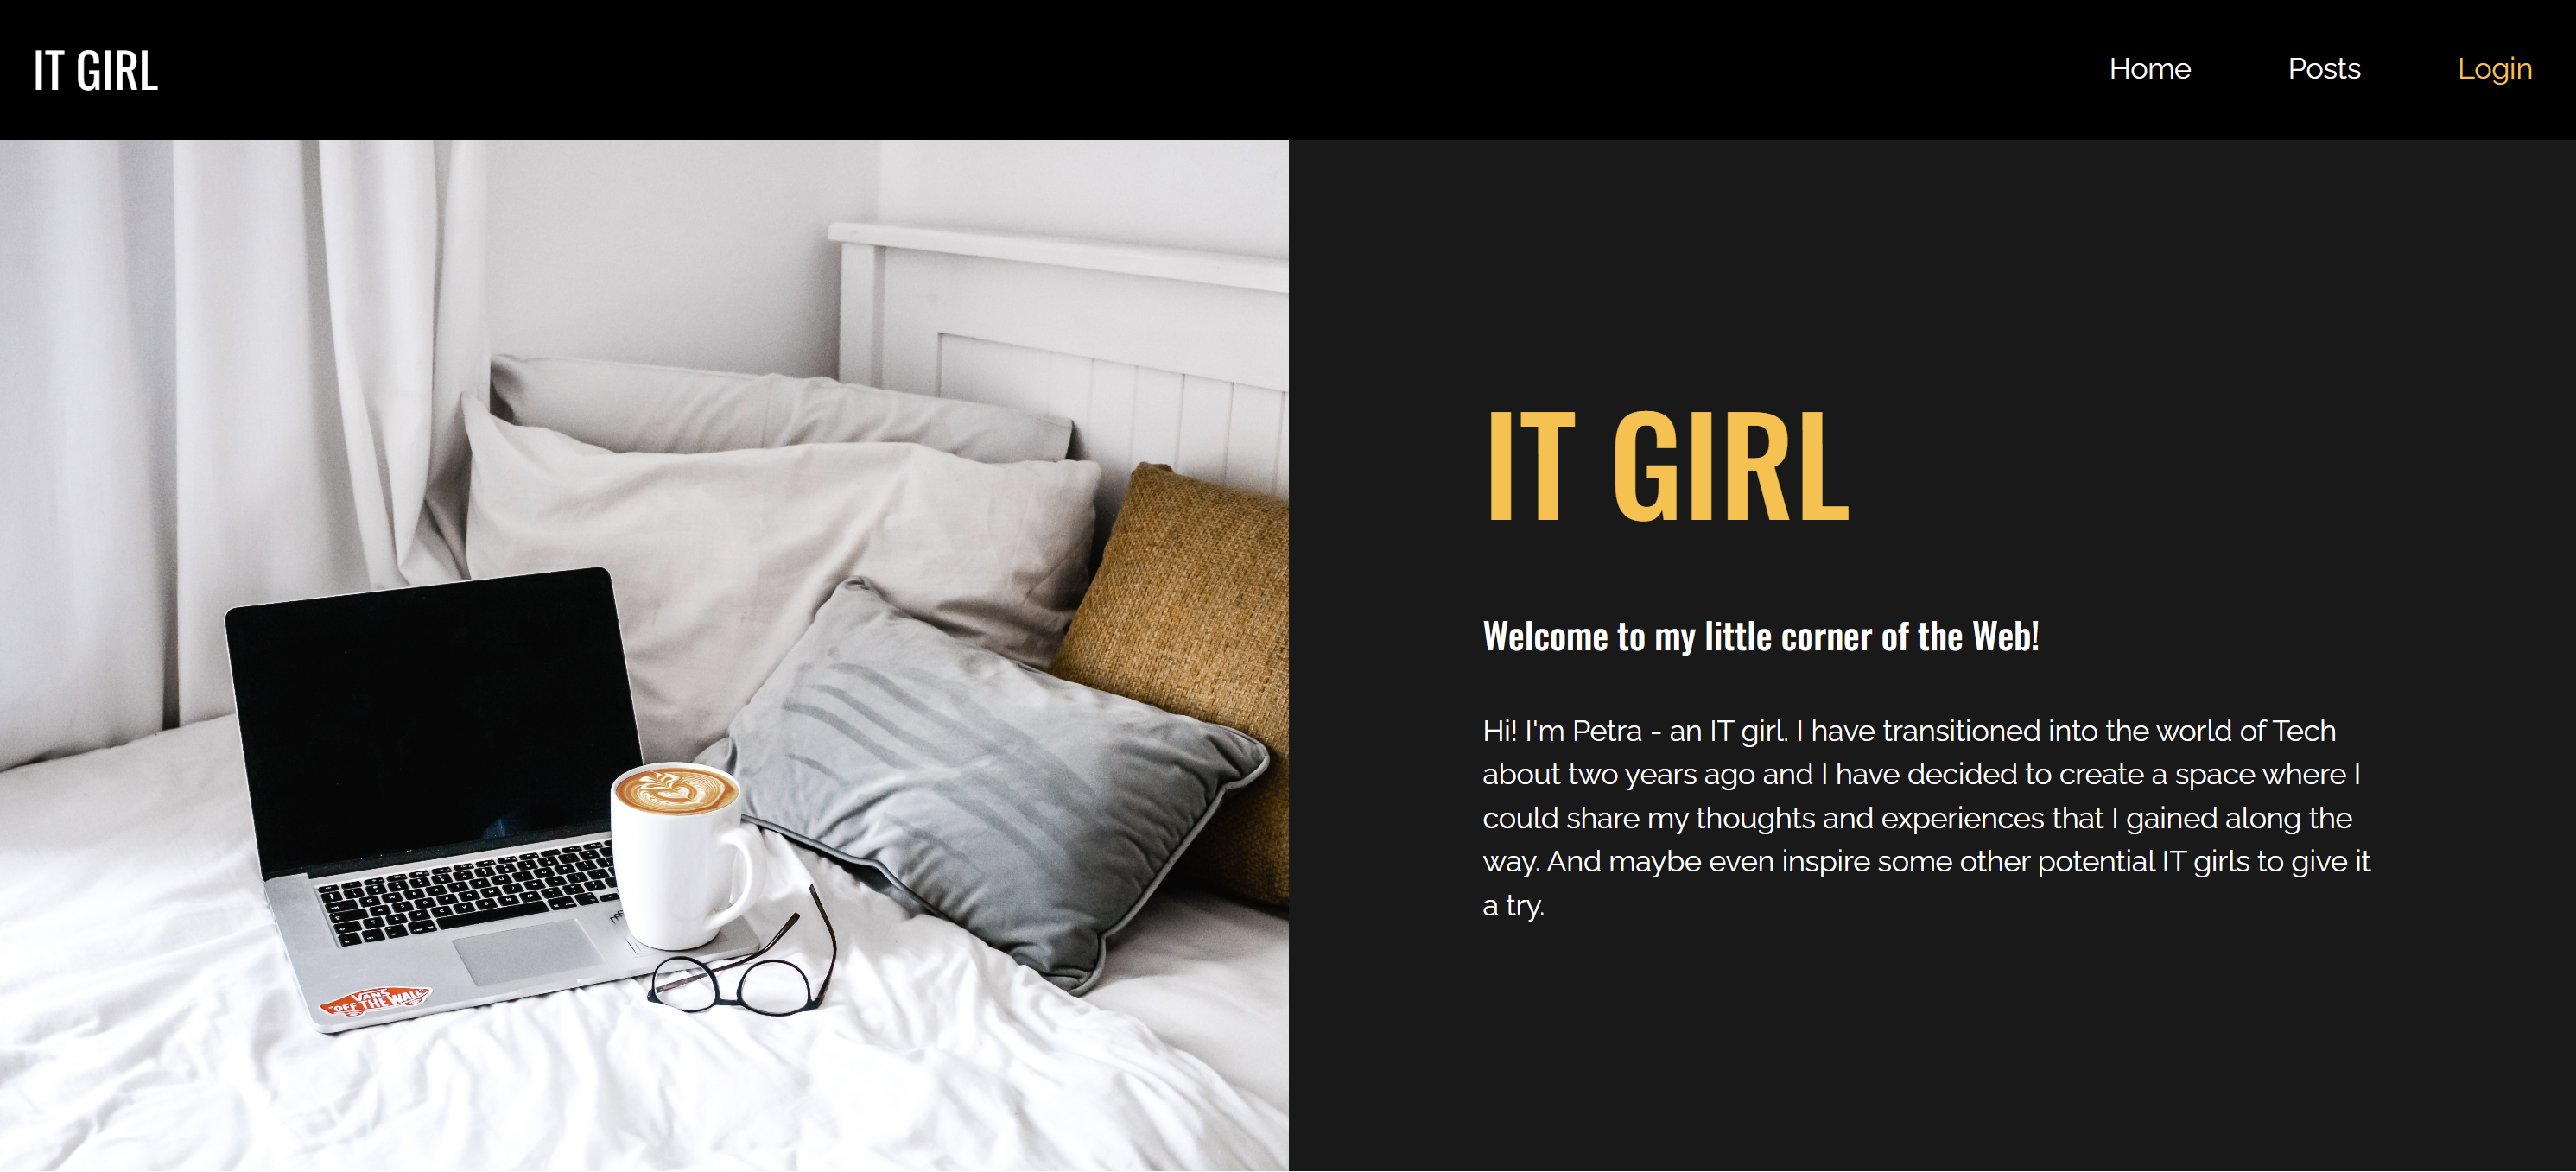 IT GIRL
Home
Posts
Login
IT GIRL
Welcome to my little corner of the Web!
Hi! I'm Petra - an IT girl. I have transitioned into the world of Tech
about two years ago and I have decided to create a space where I
could share my thoughts and experiences that I gained along the
way. And maybe even inspire some other potential IT girls to give it
a try.
VANS
"OFF THE WALL"